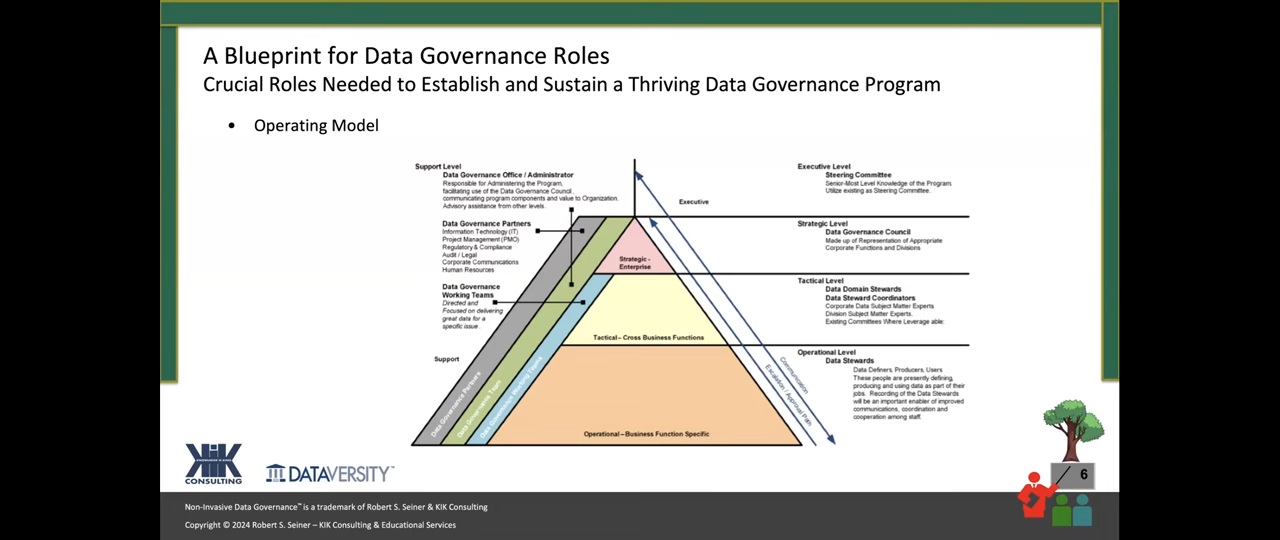 A Blueprint for Data Governance Roles
Crucial Roles Needed to Establish and Sustain a Thriving Data Governance Program
• Operating Model
Support Level
Data Governance Office / Administrator
Responsible for Administering the Program,
facilitating use of the Data Governance Council,
communicating program components and value to Organization.
Advisory assistance from other levels.
Data Governance Partners
Information Technology (IT)
Project Management (PMO)
Regulatory & Compliance
Audit / Legal
Corporate Communications
Human Resources
Data Governance
Working Teams
Directed and
Focused on delivering
great data for a
specific issue
Support
Data Governance Partners
Data Governance Team
Data Governance Working Teams
Executive
Strategic -
Enterprise
Tactical – Cross Business Functions
Operational – Business Function Specific
Communication
Escalation / Approval Path
Executive Level
Steering Committee
Senior-Most Level Knowledge of the Program.
Utilize existing as Steering Committee.
Strategic Level
Data Governance Council
Made up of Representation of Appropriate
Corporate Functions and Divisions
Tactical Level
Data Domain Stewards
Data Steward Coordinators
Corporate Data Subject Matter Experts
Division Subject Matter Experts.
Existing Committees Where Leverage able.
Operational Level
Data Stewards
Data Definers, Producers, Users
These people are presently defining,
producing and using data as part of their
jobs. Recording of the Data Stewards
will be an important enabler of improved
communications, coordination and
cooperation among staff.
KIK
CONSULTING
DATAVERSITY™
6
Non-Invasive Data Governance™ is a trademark of Robert S. Seiner & KIK Consulting
Copyright © 2024 Robert S. Seiner – KIK Consulting & Educational Services